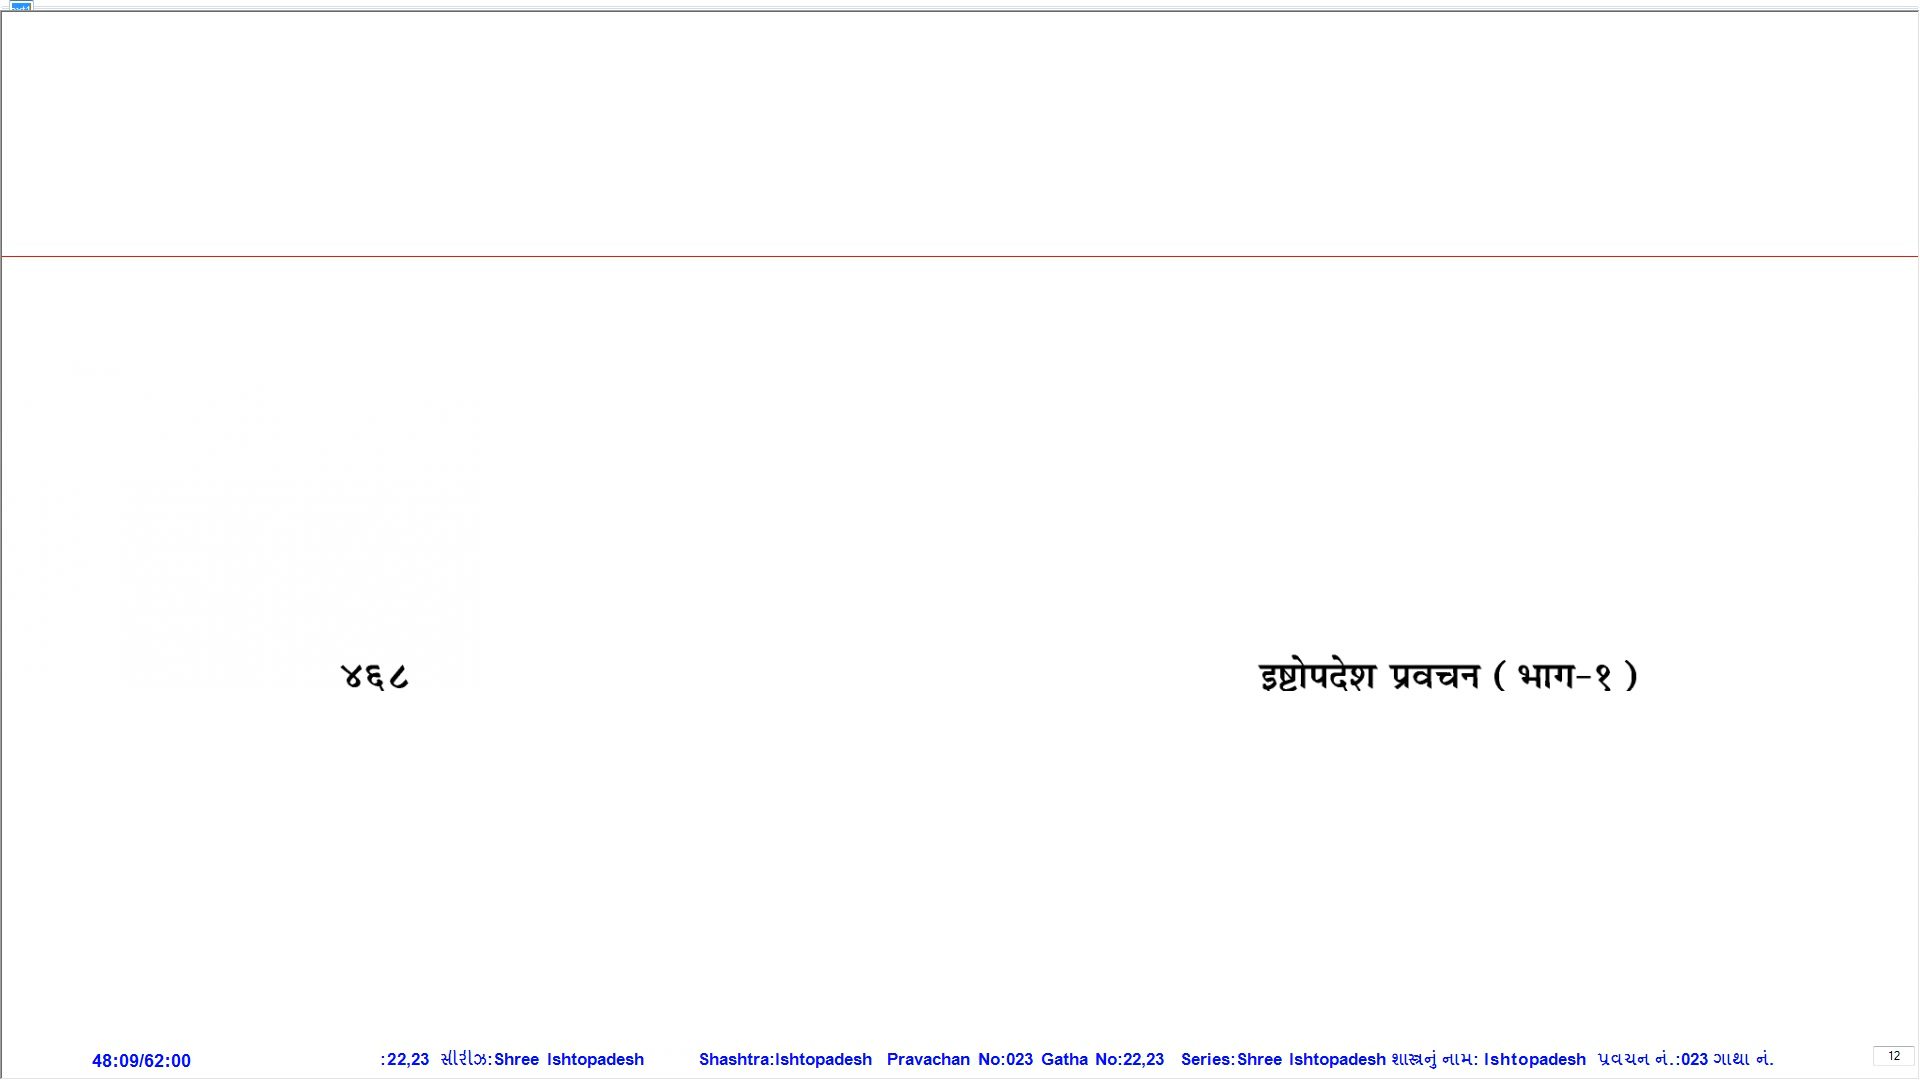 ४६८ इष्टोपदेश प्रवचन ( भाग-१ )
48:09/62:00 :22,23 સીરીઝ:Shree Ishtopadesh Shashtra:Ishtopadesh Pravachan No:023 Gatha No:22,23 Series:Shree Ishtopadesh શાસ્ત્રનું નામ: Ishtopadesh પ્રવચન નં.:023 ગાથા નં. 12